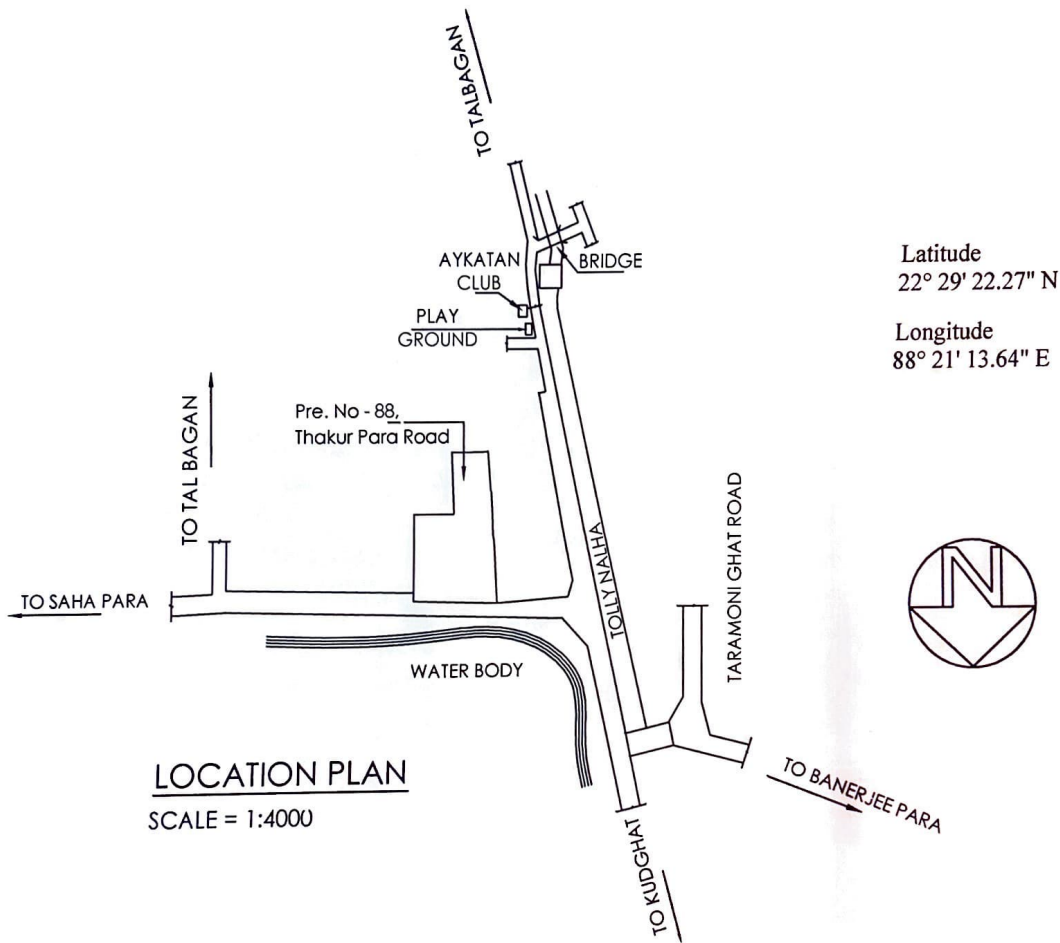 TO TALBAGAN
AYKATAN
CLUB
BRIDGE
PLAY
GROUND
Latitude
22° 29' 22.27" N
Longitude
88° 21' 13.64" E
Pre. No - 88,
Thakur Para Road
TO TAL BAGAN
TO SAHA PARA
TOLLY NALHA
TARAMONI GHAT ROAD
N
WATER BODY
LOCATION PLAN
SCALE = 1:4000
TO BANERJEE PARA
TO KUDGHAT